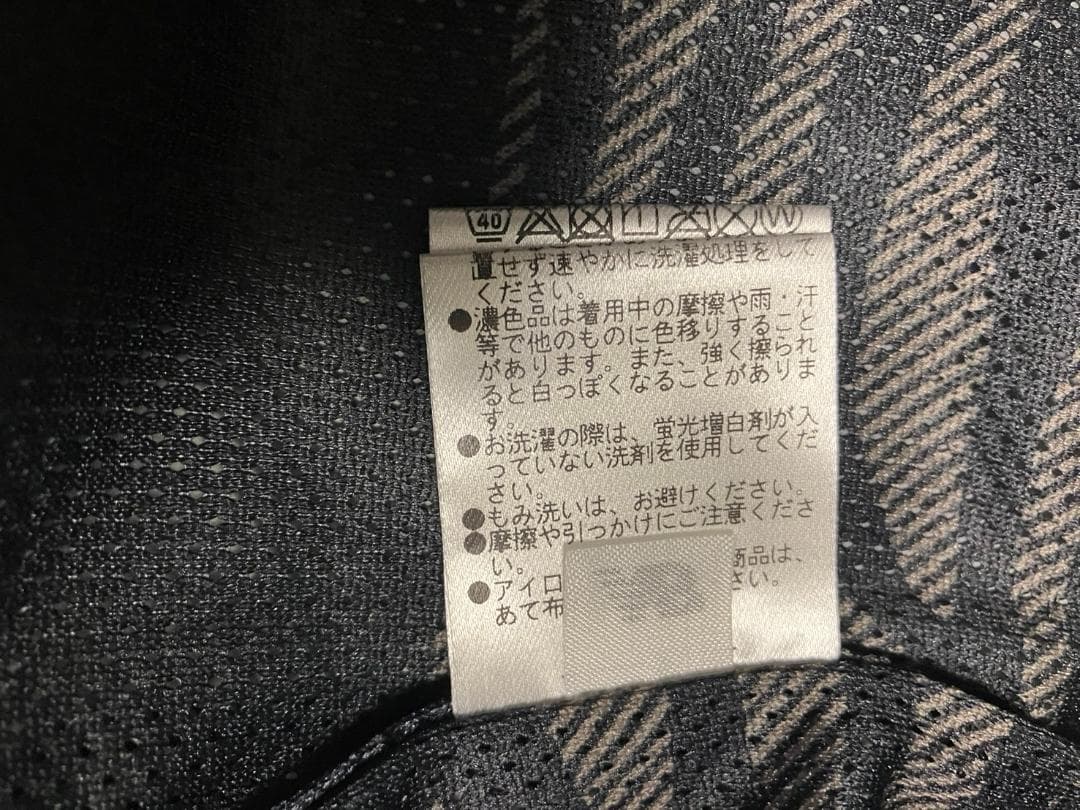 40
置せず速やかに洗濯処理をして
ください。
●濃色品は着用中の摩擦や雨・汗
等で他のものに色移りすること
があります。また、強く擦られ
ると白っぽくなることがありま
す。
●お洗濯の際は、蛍光増白剤が入
っていない洗剤を使用してくだ
さい。
●もみ洗いは、お避けください。
●摩擦や引っかけにご注意くださ
い。
●アイロ 商品は、
あて布 さい。